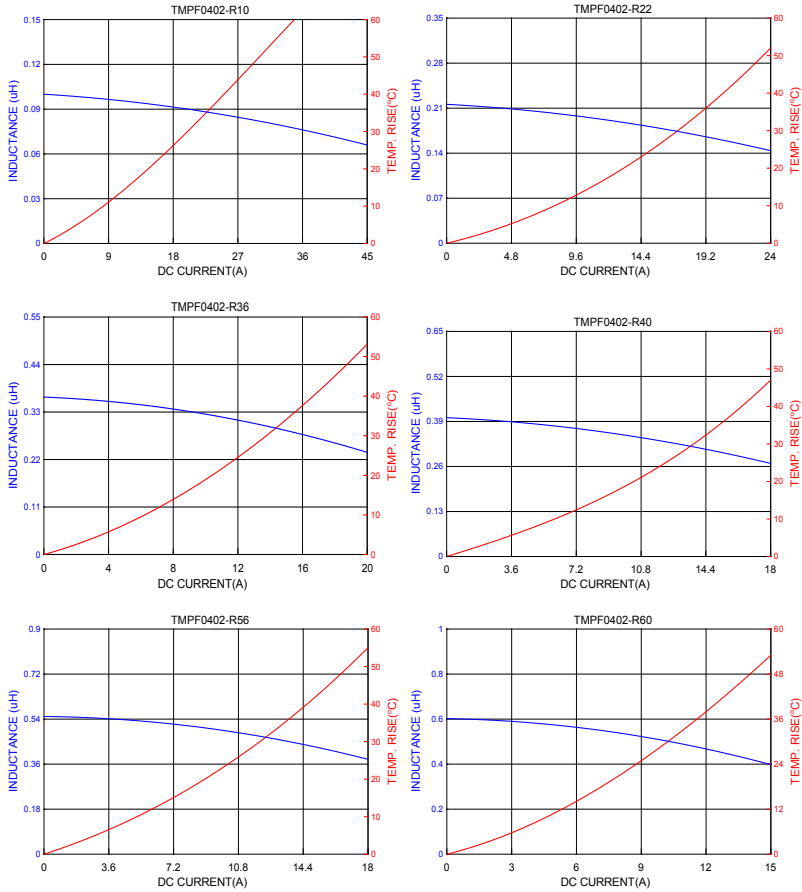 TMPF0402-R10
INDUCTANCE (uH)
0.15
0.12
0.09
0.06
0.03
0
60
50
40
30
20
10
0
TEMP. RISE(°C)
0 9 18 27 36 45
DC CURRENT(A)
TMPF0402-R22
INDUCTANCE (uH)
0.35
0.28
0.21
0.14
0.07
0
60
50
40
30
20
10
0
TEMP. RISE(°C)
0 4.8 9.6 14.4 19.2 24
DC CURRENT(A)
TMPF0402-R36
INDUCTANCE (uH)
0.55
0.44
0.33
0.22
0.11
0
60
50
40
30
20
10
0
TEMP. RISE(°C)
0 4 8 12 16 20
DC CURRENT(A)
TMPF0402-R40
INDUCTANCE (uH)
0.65
0.52
0.39
0.26
0.13
0
60
50
40
30
20
10
0
TEMP. RISE(°C)
0 3.6 7.2 10.8 14.4 18
DC CURRENT(A)
TMPF0402-R56
INDUCTANCE (uH)
0.9
0.72
0.54
0.36
0.18
0
60
50
40
30
20
10
0
TEMP. RISE(°C)
0 3.6 7.2 10.8 14.4 18
DC CURRENT(A)
TMPF0402-R60
INDUCTANCE (uH)
1
0.8
0.6
0.4
0.2
0
60
48
36
24
12
0
TEMP. RISE(°C)
0 3 6 9 12 15
DC CURRENT(A)